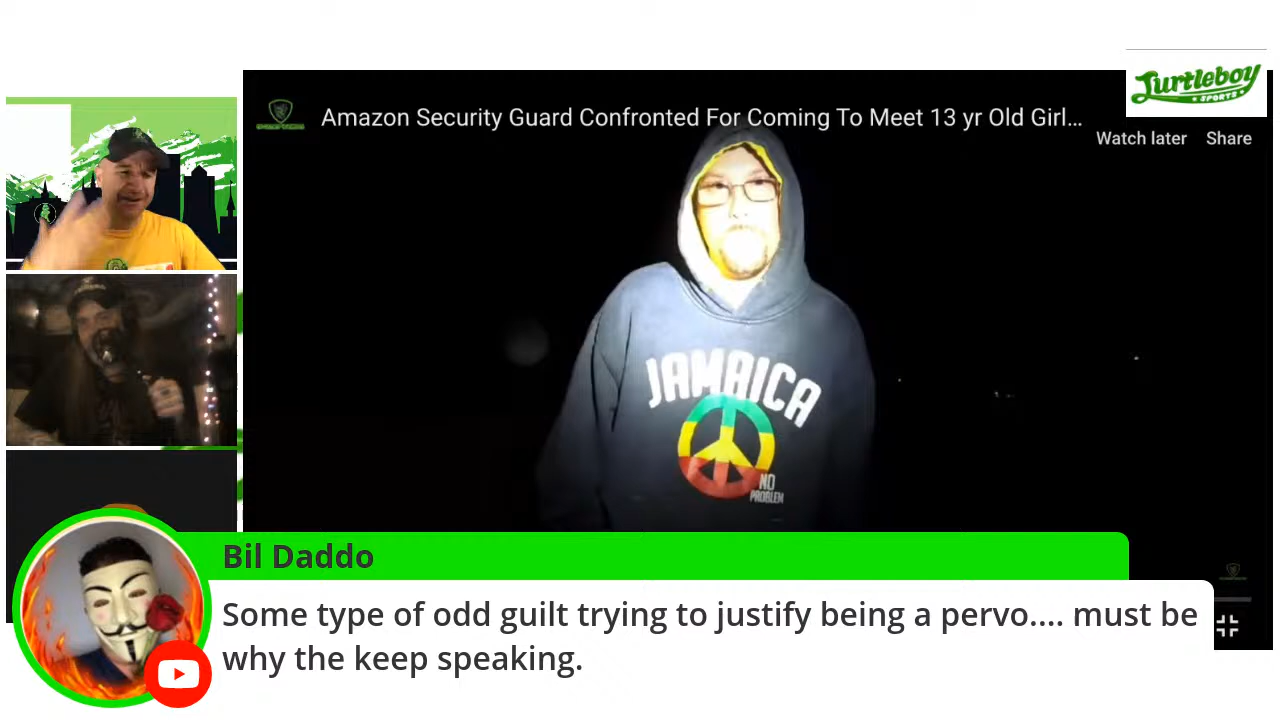 Turtleboy
SPORTS
Amazon Security Guard Confronted For Coming To Meet 13 yr Old Girl...
Watch later Share
JAMAICA
NO
PROBLEM
Bil Daddo
Some type of odd guilt trying to justify being a pervo.... must be
why the keep speaking.